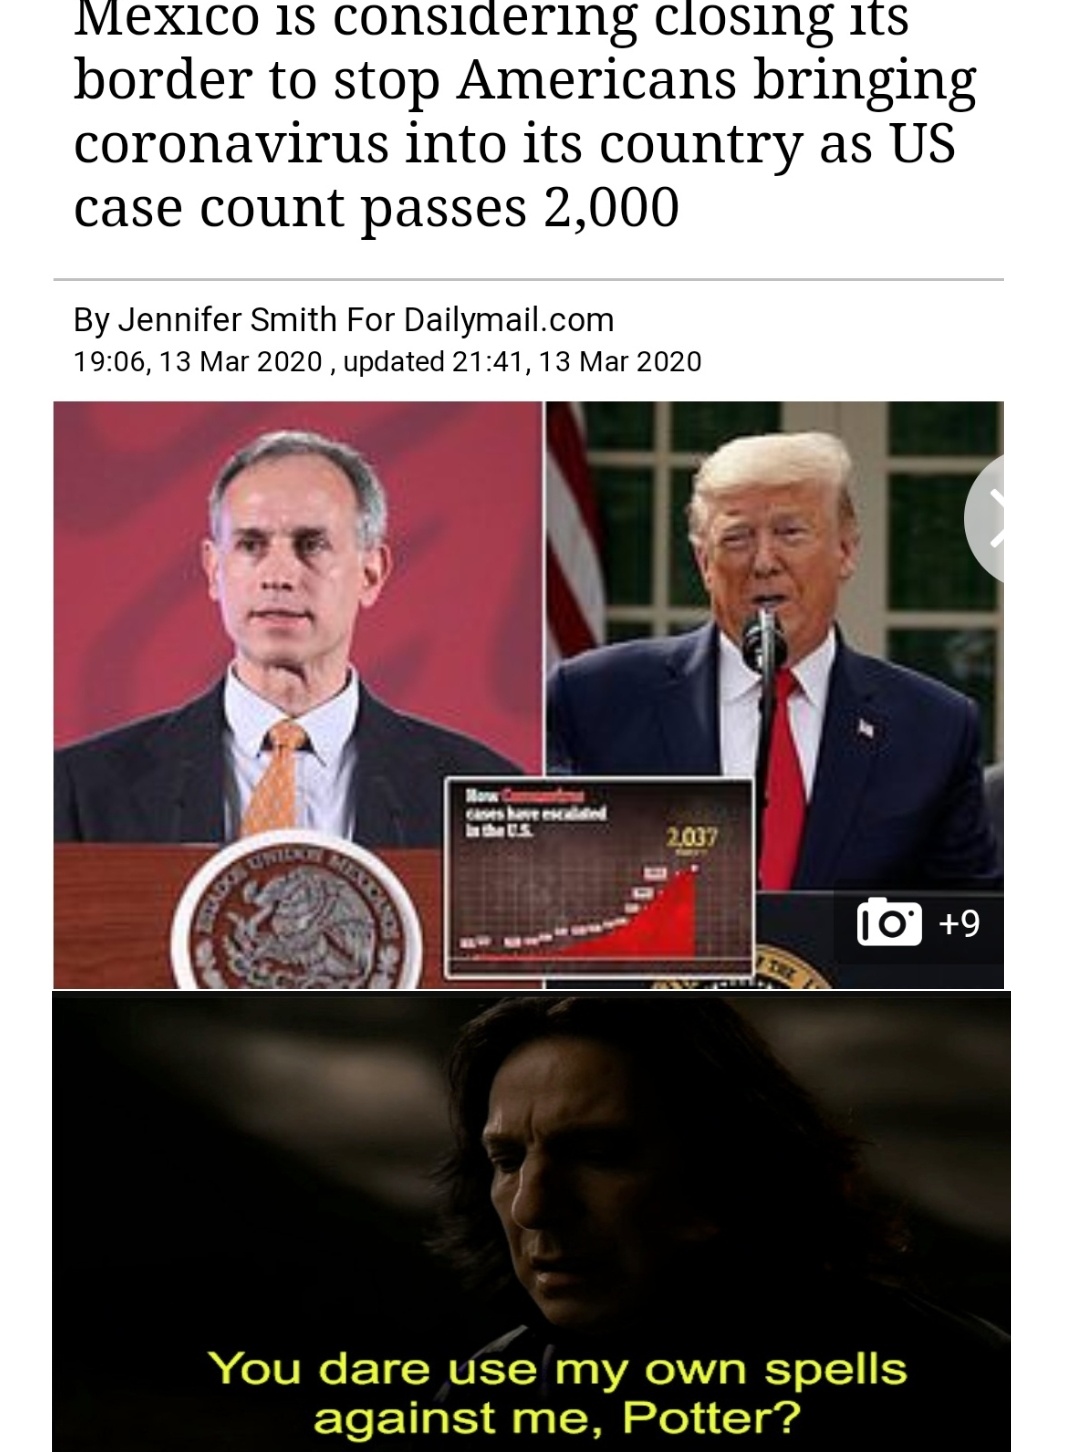 Mexico is considering closing its
border to stop Americans bringing
coronavirus into its country as US
case count passes 2,000
By Jennifer Smith For Dailymail.com
19:06, 13 Mar 2020 , updated 21:41, 13 Mar 2020
How Coronavirus
cases have escalated
in the U.S.
2,037
UNIDOS MEXICANOS
THE
+9
You dare use my own spells
against me, Potter?